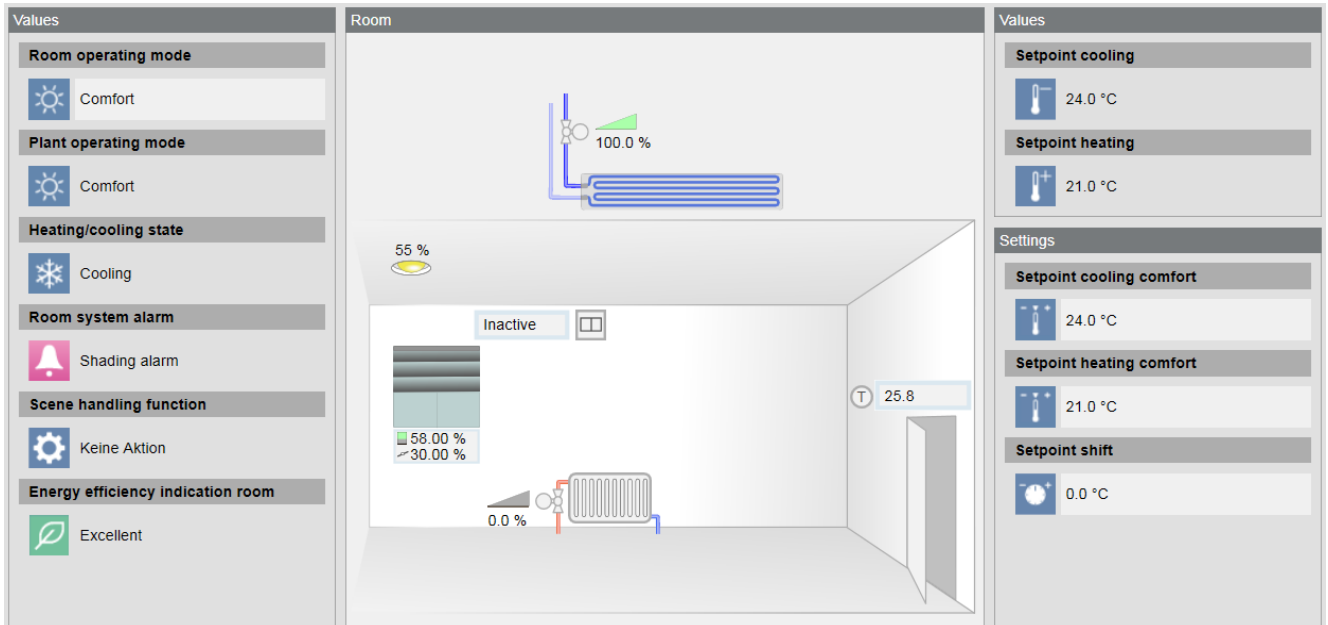 Values
Room operating mode
Comfort
Plant operating mode
Comfort
Heating/cooling state
Cooling
Room system alarm
Shading alarm
Scene handling function
Keine Aktion
Energy efficiency indication room
Excellent
Room
100.0 %
55 %
Inactive
58.00 %
30.00 %
T 25.8
0.0 %
Values
Setpoint cooling
24.0 °C
Setpoint heating
21.0 °C
Settings
Setpoint cooling comfort
24.0 °C
Setpoint heating comfort
21.0 °C
Setpoint shift
0.0 °C